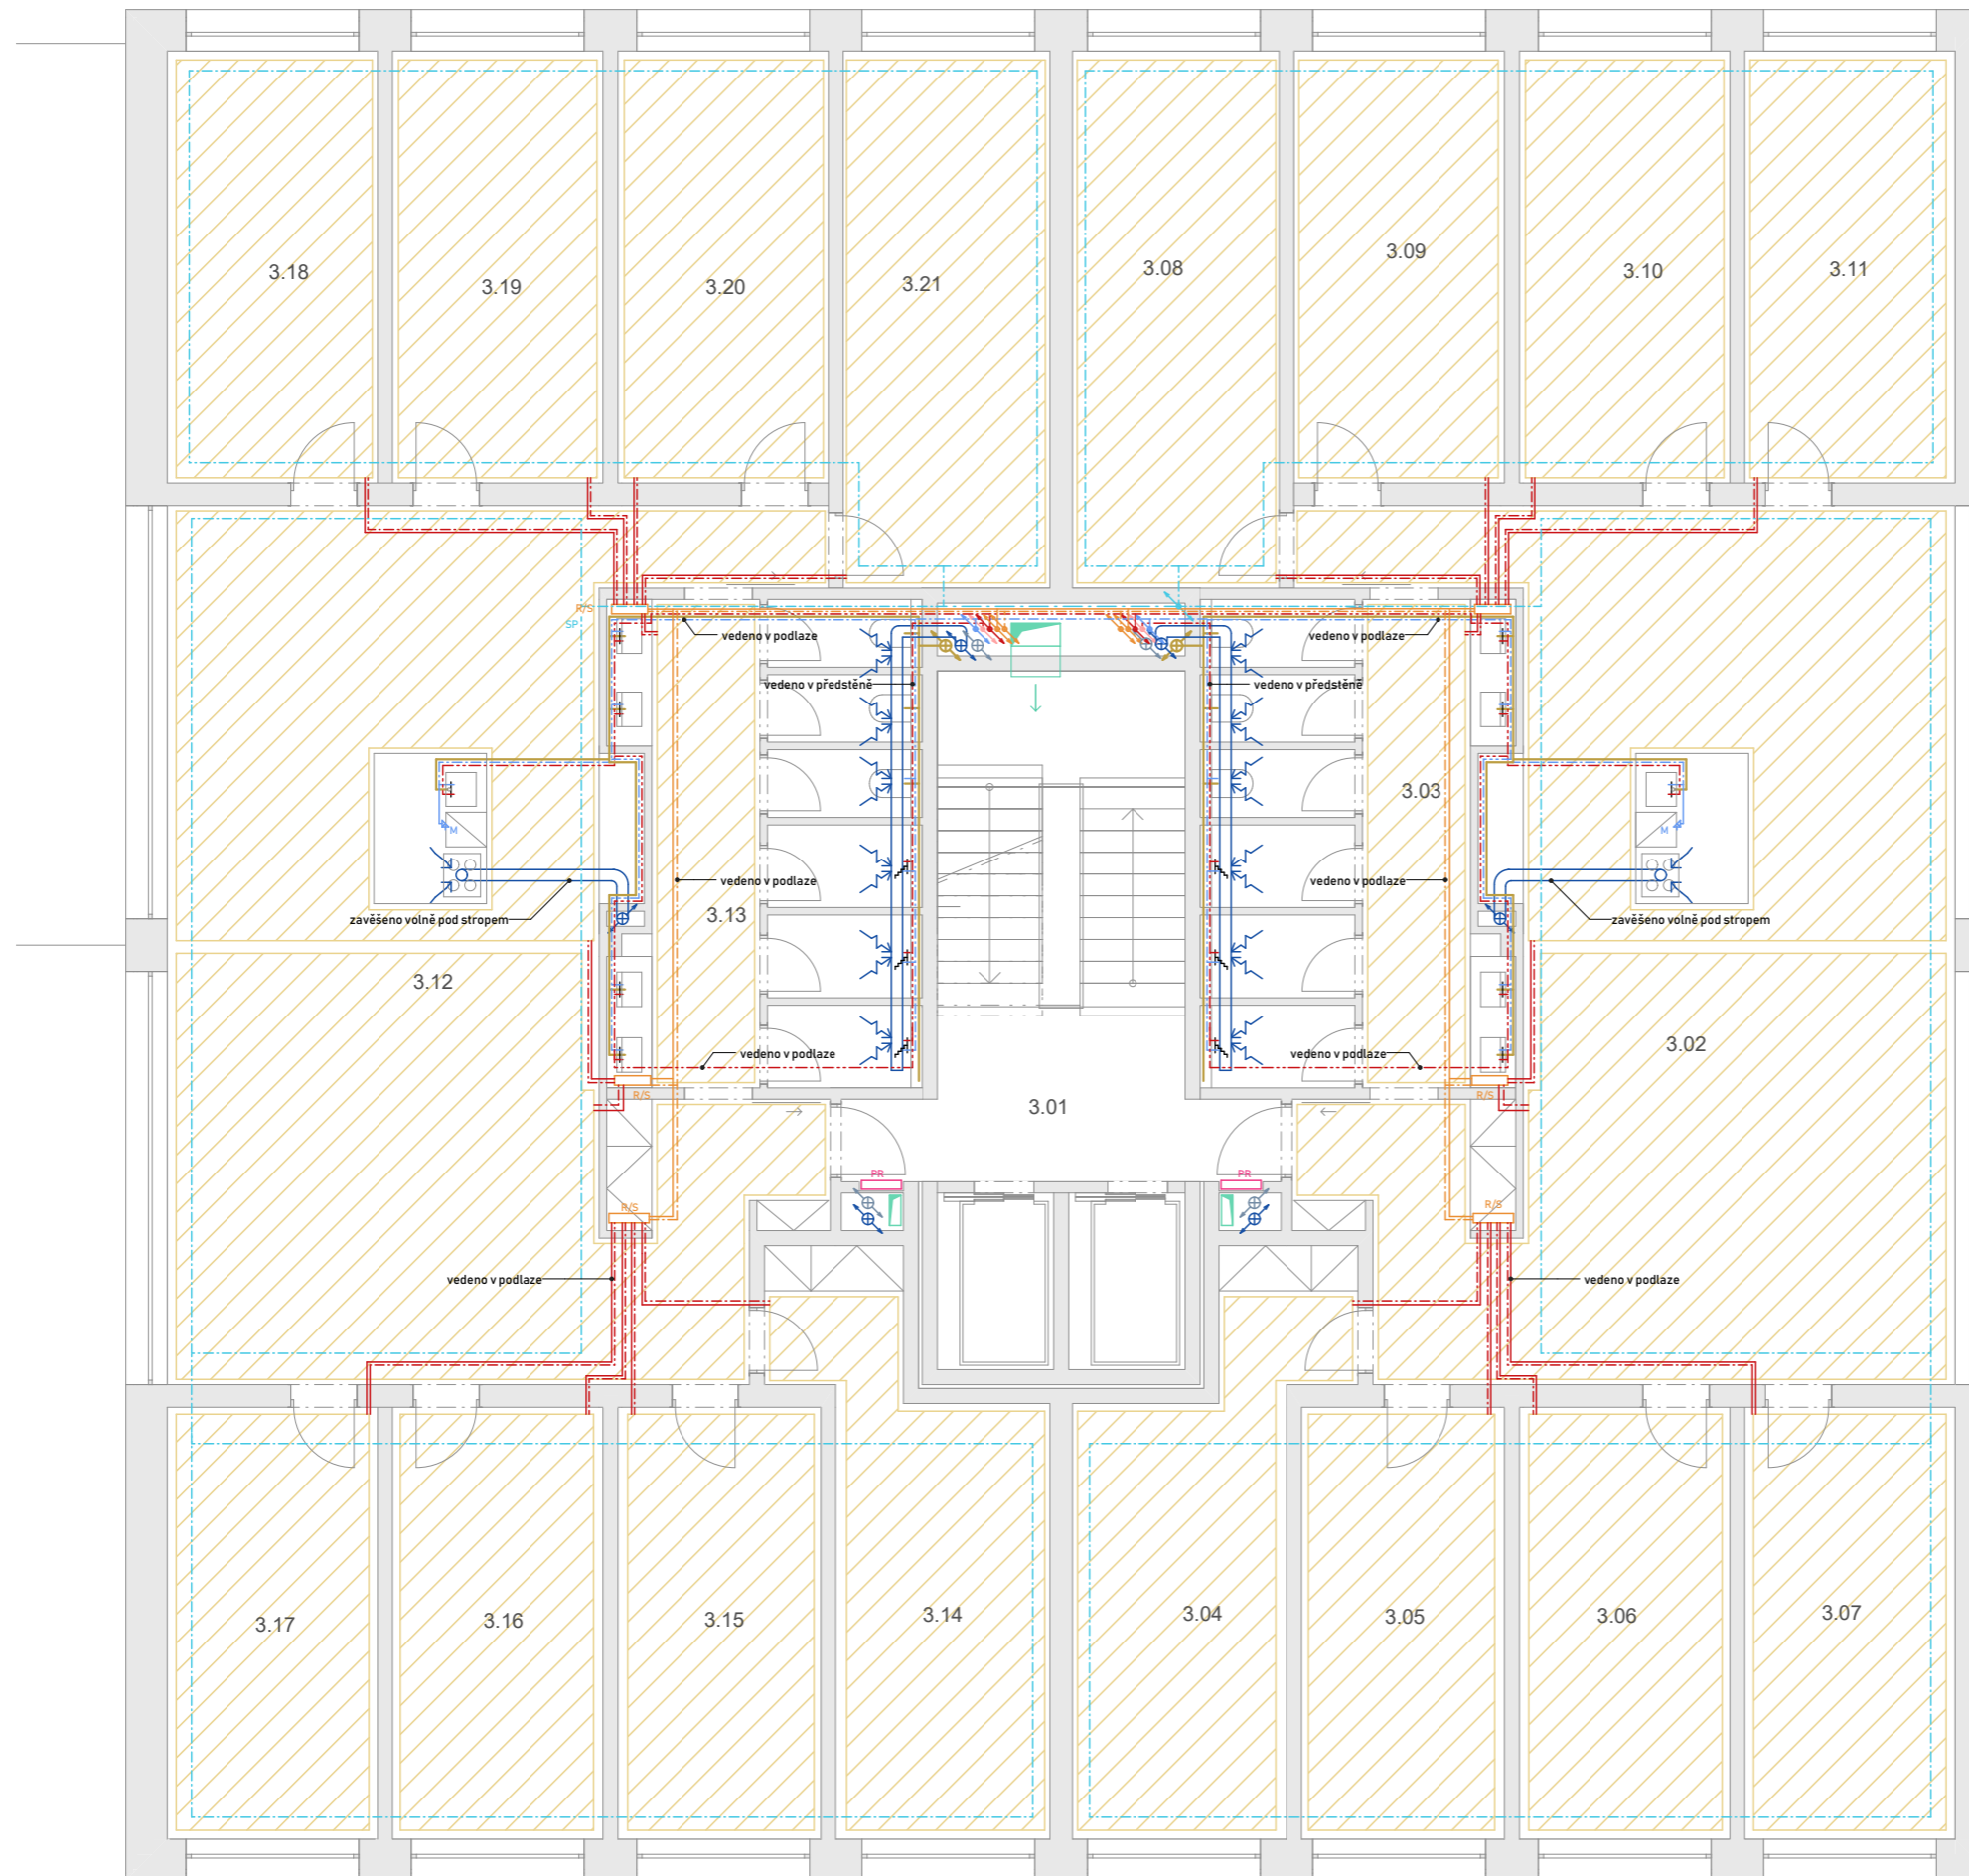 3.18
3.19
3.20
3.21
3.08
3.09
3.10
3.11
R/S
SP
vedeno v podlaze
vedeno v podlaze
vedeno v předstěně
vedeno v předstěně
3.03
M
M
vedeno v podlaze
vedeno v podlaze
3.13
zavěšeno volně pod stropem
zavěšeno volně pod stropem
3.12
3.02
vedeno v podlaze
vedeno v podlaze
R/S
R/S
3.01
PR
PR
R/S
R/S
vedeno v podlaze
vedeno v podlaze
3.17
3.16
3.15
3.14
3.04
3.05
3.06
3.07